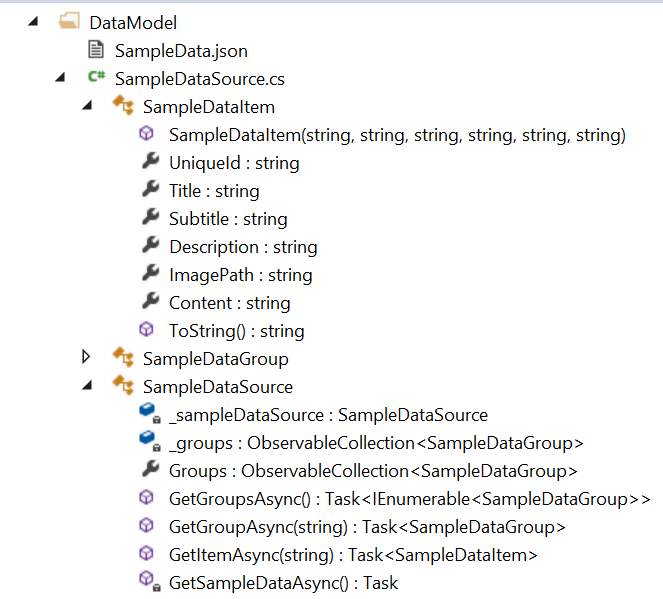 DataModel
SampleData.json
C# SampleDataSource.cs
SampleDataItem
SampleDataItem(string, string, string, string, string, string)
UniqueId : string
Title : string
Subtitle : string
Description : string
ImagePath : string
Content : string
ToString() : string
SampleDataGroup
SampleDataSource
_sampleDataSource : SampleDataSource
_groups : ObservableCollection<SampleDataGroup>
Groups : ObservableCollection<SampleDataGroup>
GetGroupsAsync() : Task<IEnumerable<SampleDataGroup>>
GetGroupAsync(string) : Task<SampleDataGroup>
GetItemAsync(string) : Task<SampleDataItem>
GetSampleDataAsync() : Task